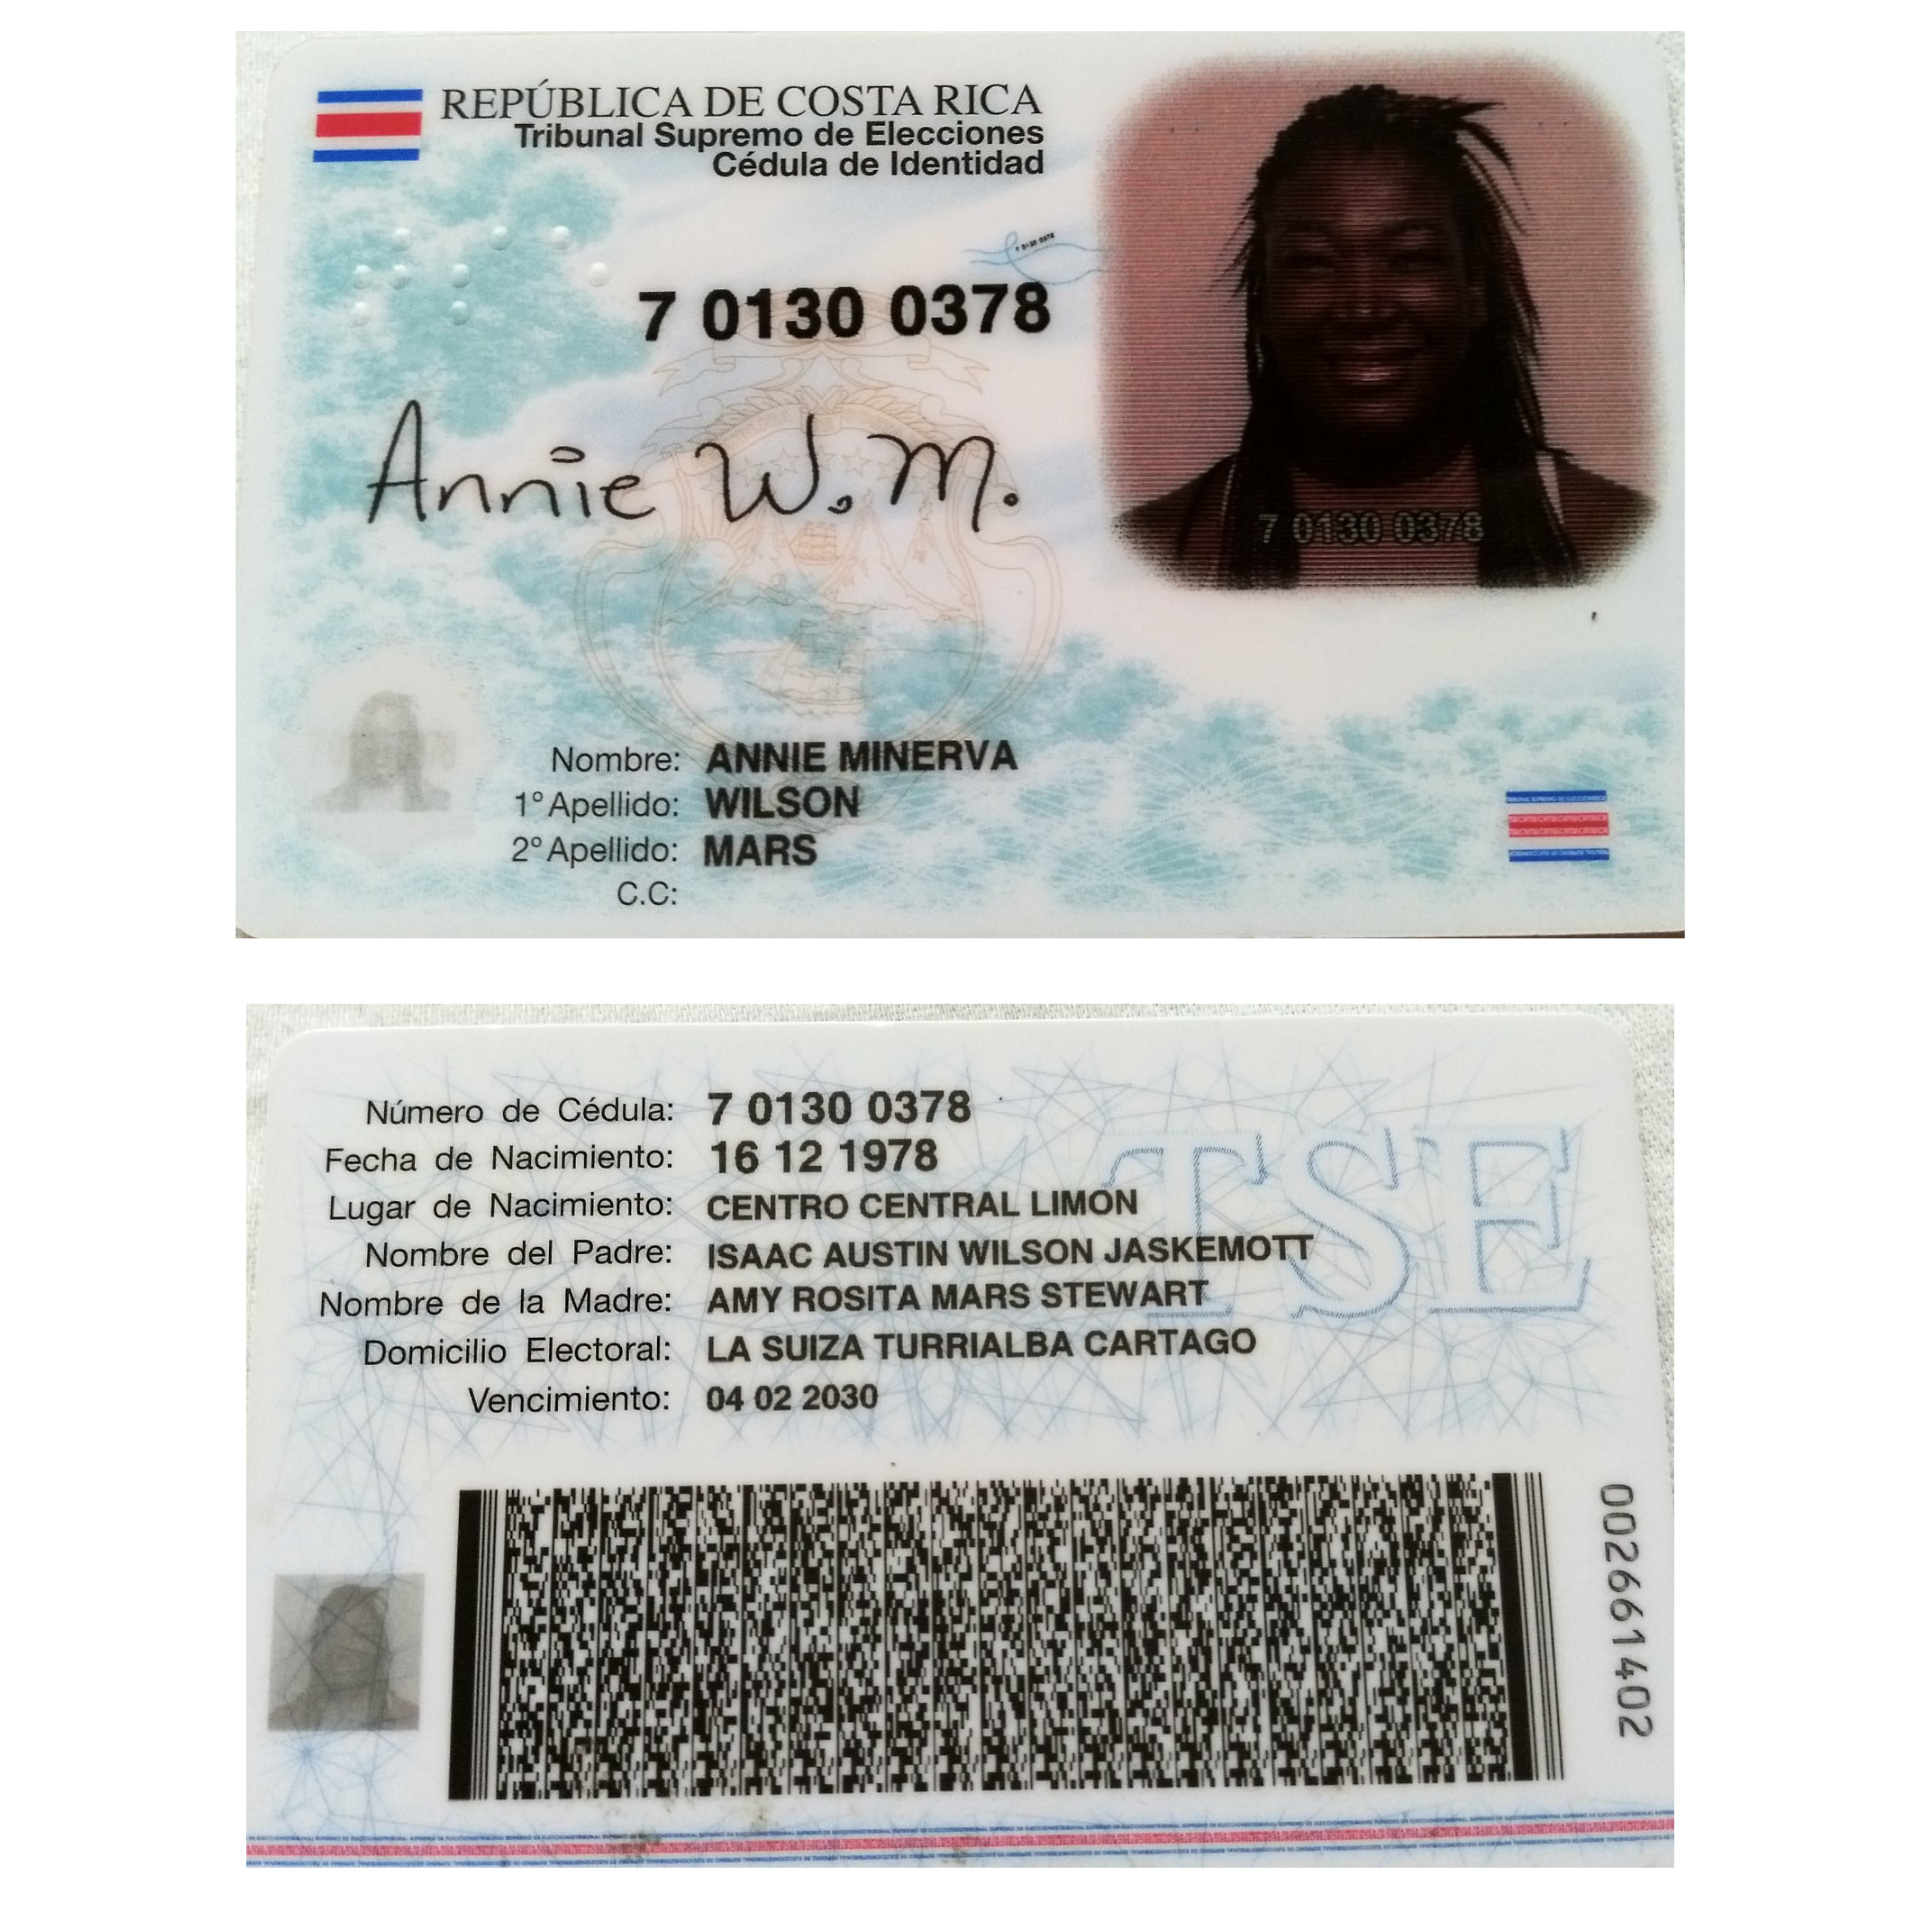 REPÚBLICA DE COSTA RICA
Tribunal Supremo de Elecciones
Cédula de Identidad
7 0130 0378
7 0130 0378
Annie W. M.
7 0130 0378
Nombre: ANNIE MINERVA
1° Apellido: WILSON
2° Apellido: MARS
C.C:
Número de Cédula: 7 0130 0378
Fecha de Nacimiento: 16 12 1978
Lugar de Nacimiento: CENTRO CENTRAL LIMON
Nombre del Padre: ISAAC AUSTIN WILSON JASKEMOTT
Nombre de la Madre: AMY ROSITA MARS STEWART
Domicilio Electoral: LA SUIZA TURRIALBA CARTAGO
Vencimiento: 04 02 2030
TSE
002661402